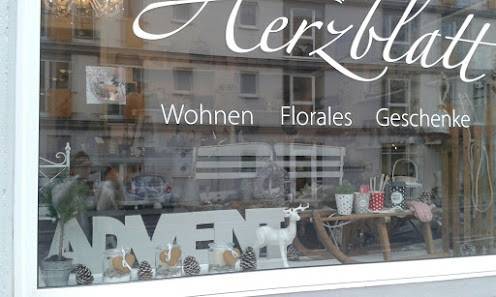 Herzblatt
Wohnen Florales Geschenke
ADVENT